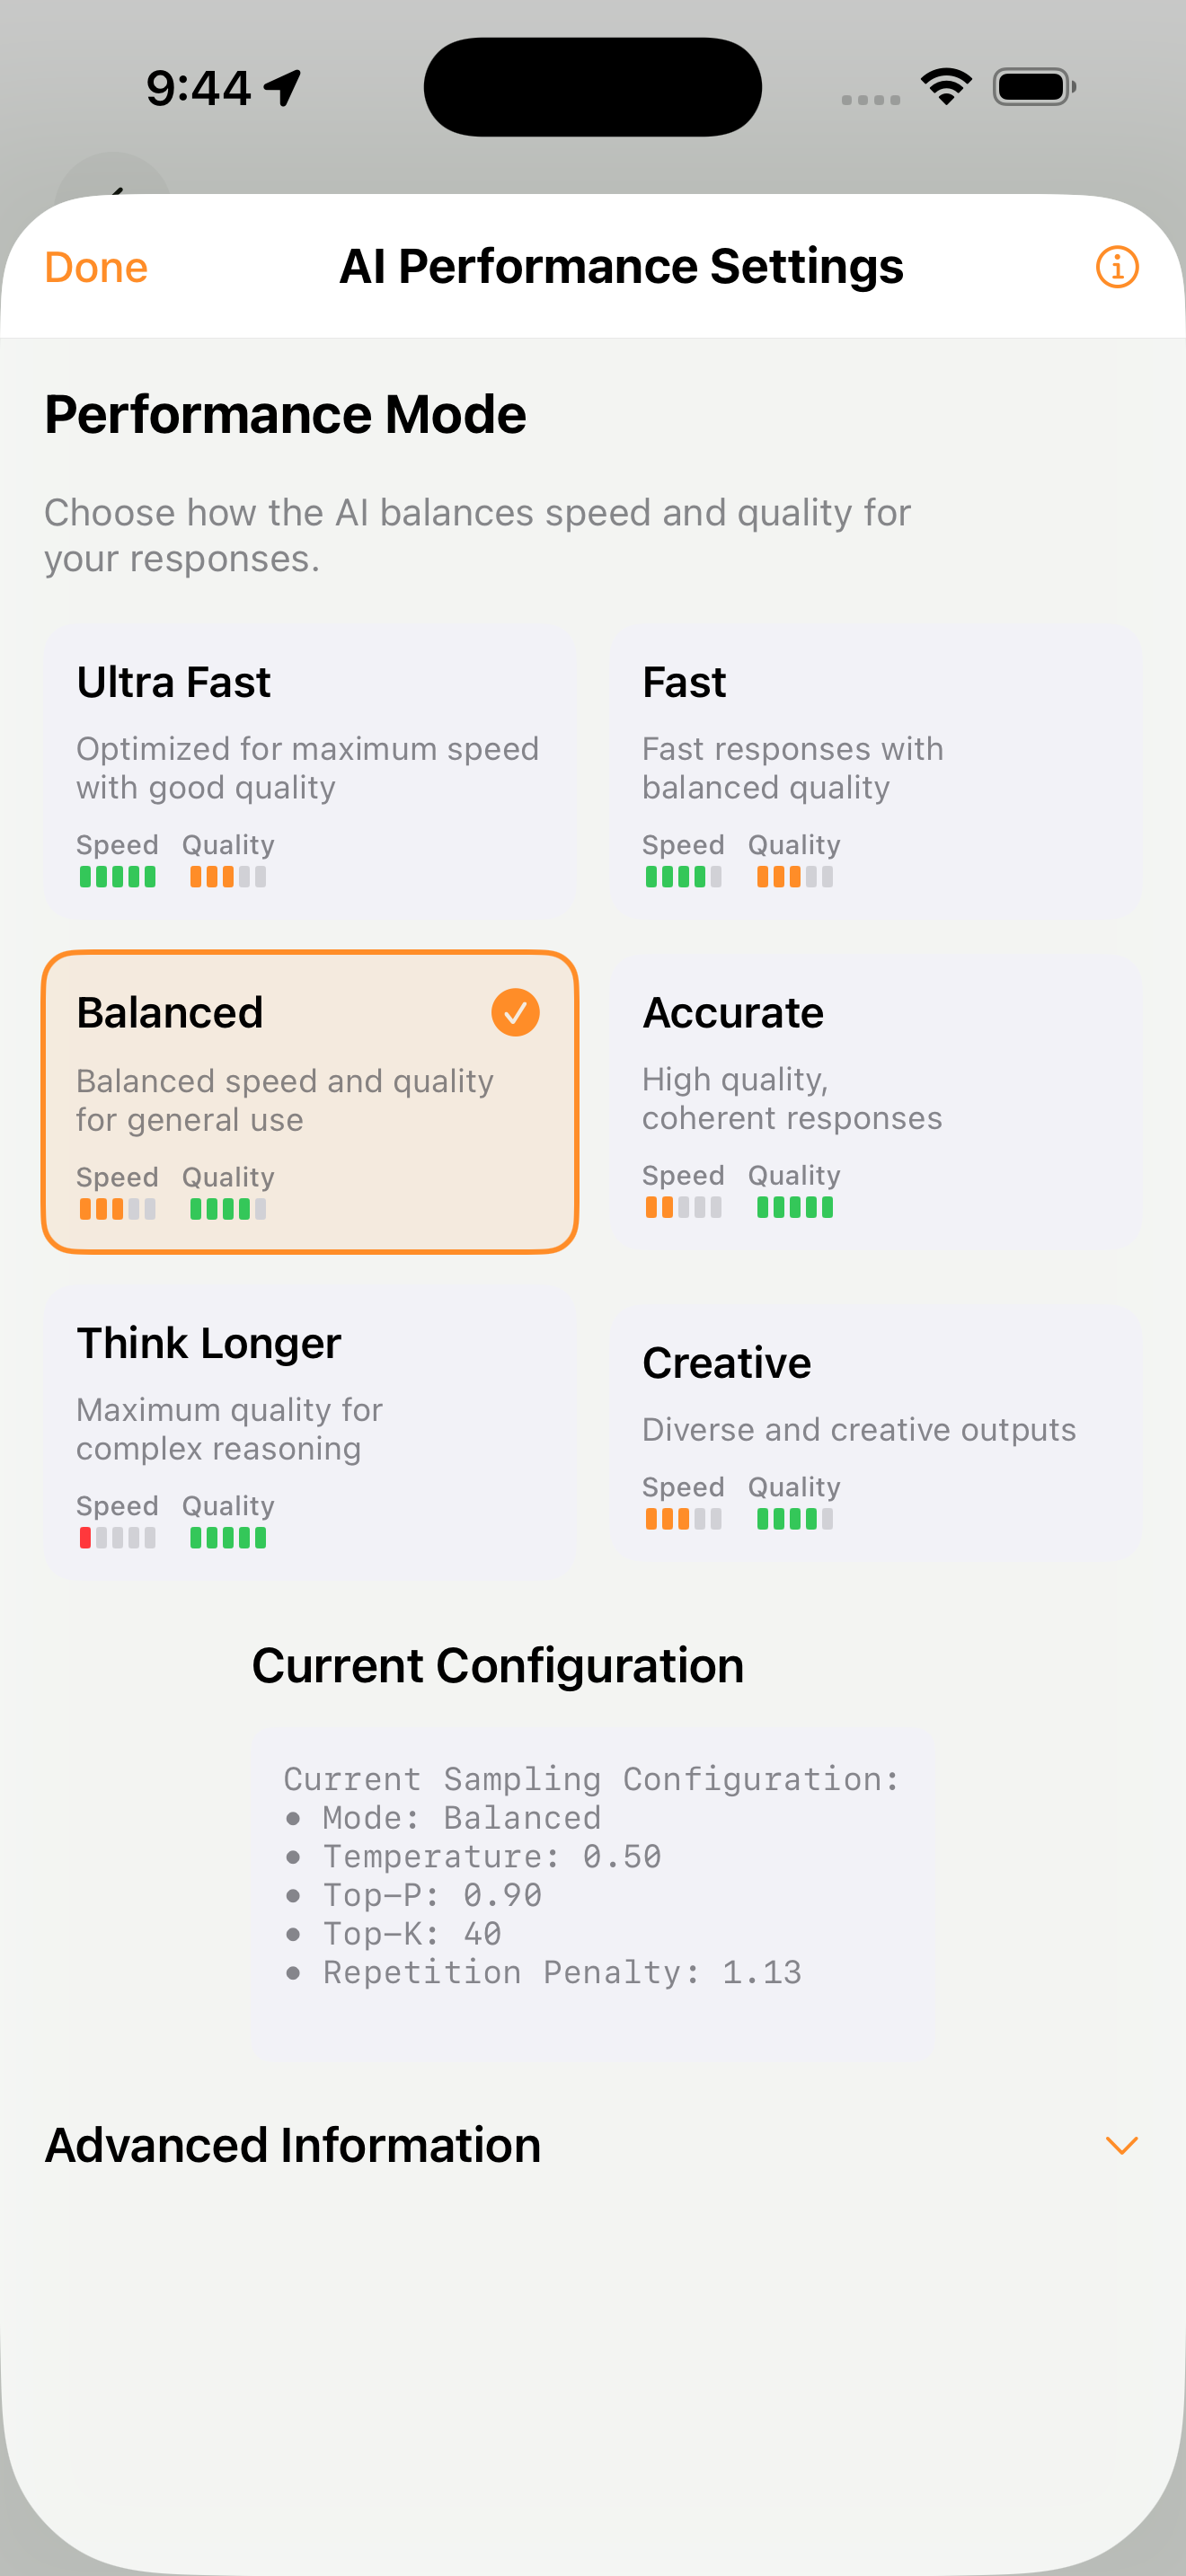 9:44
Done
AI Performance Settings
Performance Mode
Choose how the AI balances speed and quality for
your responses.
Ultra Fast
Optimized for maximum speed
with good quality
Speed Quality
Fast
Fast responses with
balanced quality
Speed Quality
Balanced
Balanced speed and quality
for general use
Speed Quality
Accurate
High quality,
coherent responses
Speed Quality
Think Longer
Maximum quality for
complex reasoning
Speed Quality
Creative
Diverse and creative outputs
Speed Quality
Current Configuration
Current Sampling Configuration:
• Mode: Balanced
• Temperature: 0.50
• Top-P: 0.90
• Top-K: 40
• Repetition Penalty: 1.13
Advanced Information